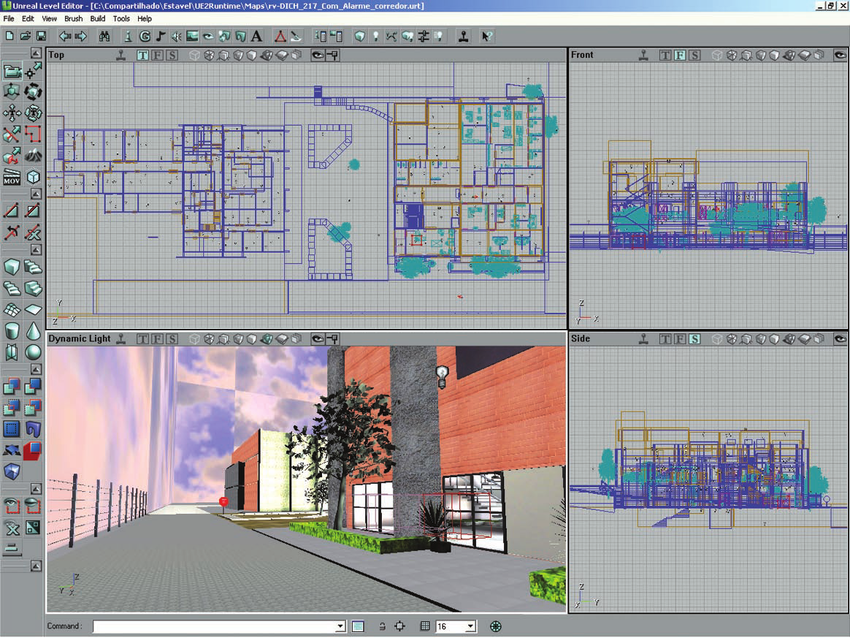 Unreal Level Editor - [C:\Compartilhado\Estavel\UE2Runtime\Maps\rv-DICH_217_Com_Alarme_corredor.urt]
File Edit View Brush Build Tools Help
Top T F S
Front T F S
Y
Z X
Z
Y X
Dynamic Light T F S
Side T F S
MOV
Z
Y X
Z
X Y
Command : 16